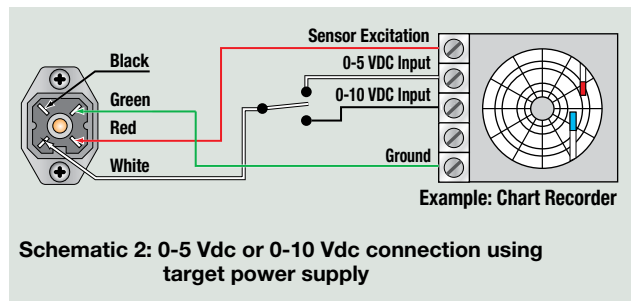 Sensor Excitation
Black
0-5 VDC Input
Green
0-10 VDC Input
Red
White
Ground
Example: Chart Recorder
Schematic 2: 0-5 Vdc or 0-10 Vdc connection using
target power supply